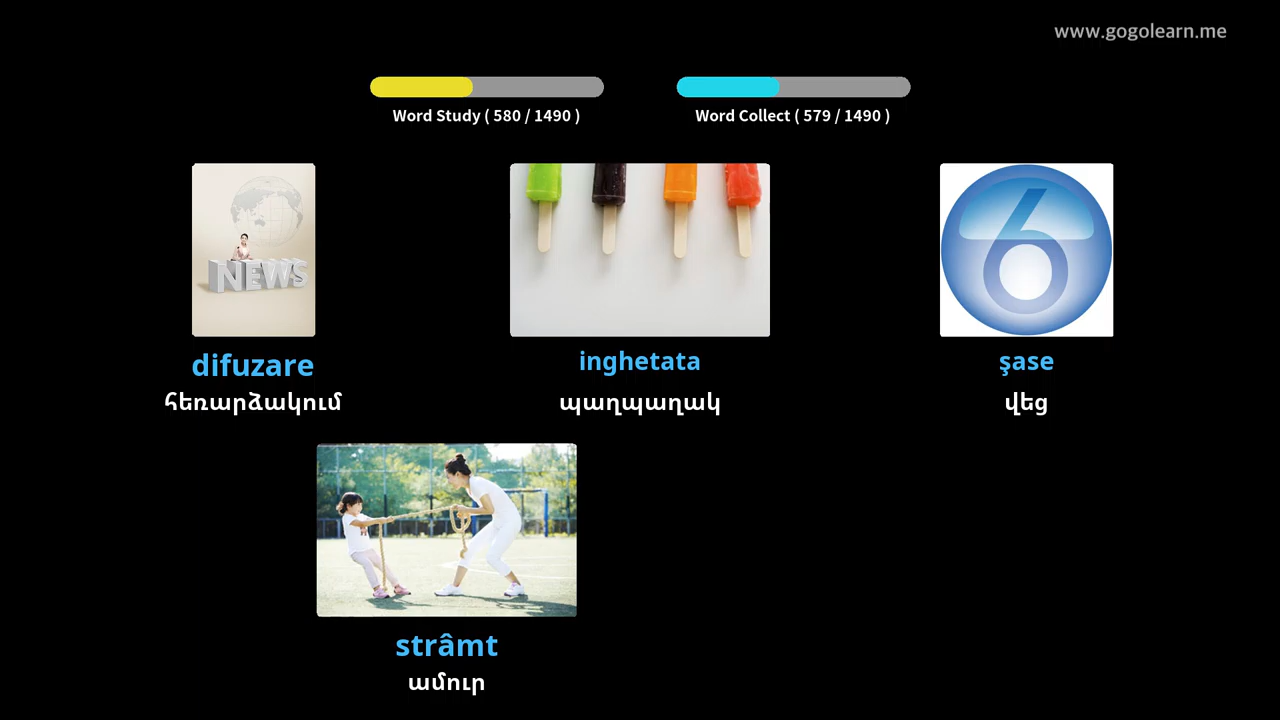 www.gogolearn.me
Word Study ( 580 / 1490 )
Word Collect ( 579 / 1490 )
NEWS
6
difuzare
հեռարձակում
inghetata
պաղպաղակ
şase
վեց
strâmt
ամուր